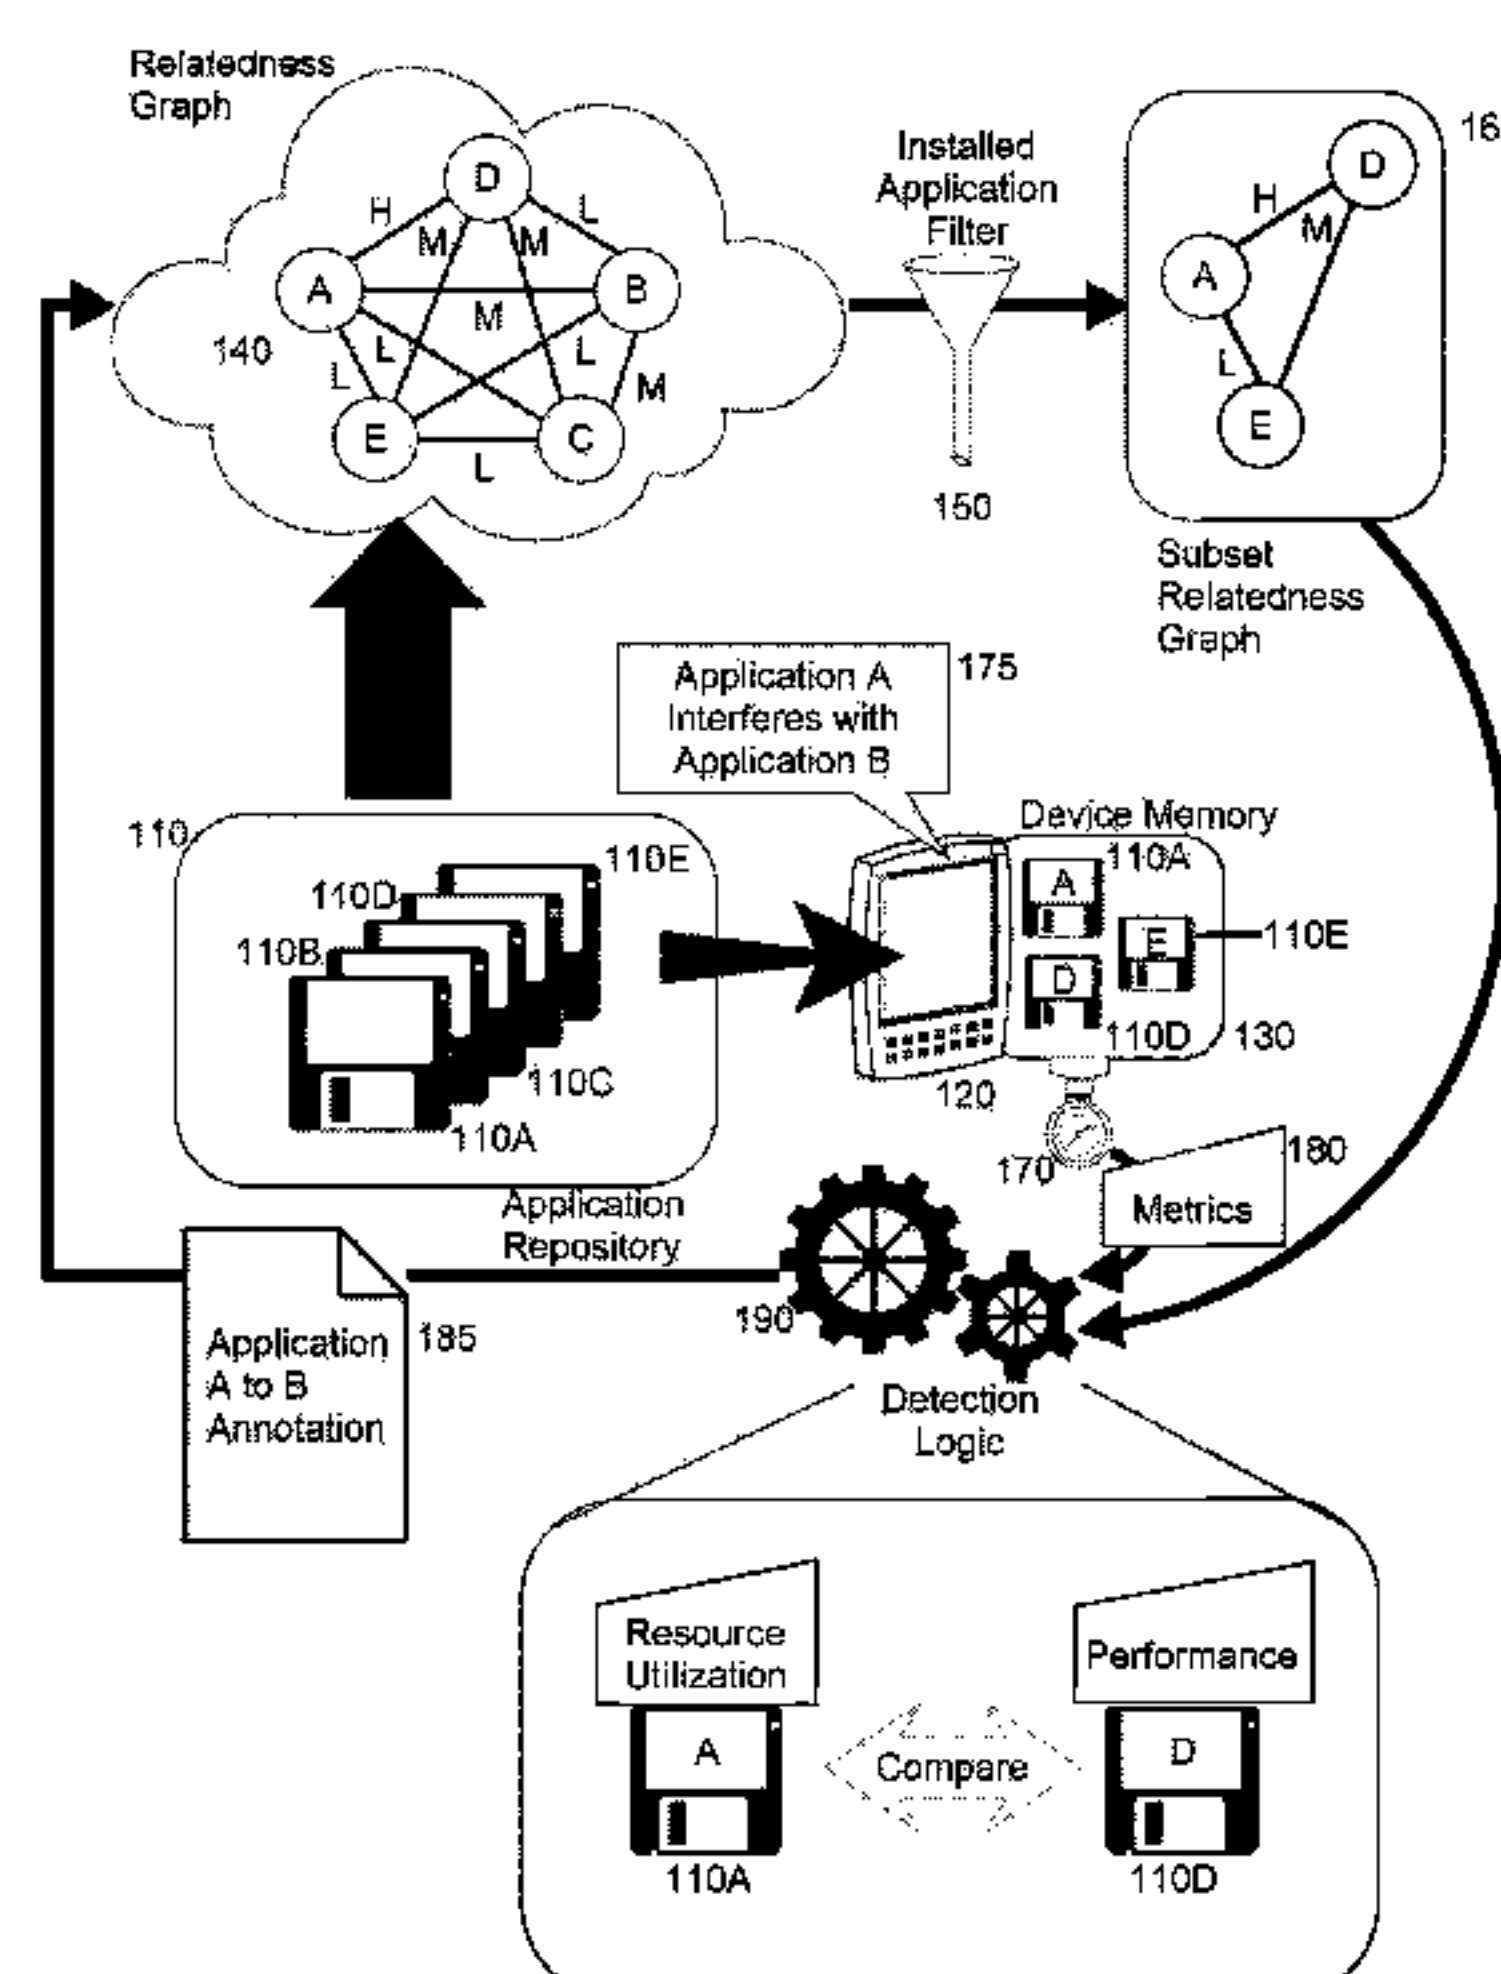 Relatedness
Graph
D
H
L
M
M
A
B
M
140
L
L
L
M
E
C
L
Installed
Application
Filter
150
16
D
H
M
A
L
E
Subset
Relatedness
Graph
Application A
Interferes with
Application B
175
Device Memory
110
110E
110D
110B
110C
110A
Application
Repository
110A
A
E
110E
D
110D
130
120
170
180
Metrics
190
Detection
Logic
Application
A to B
Annotation
185
Resource
Utilization
Performance
A
Compare
D
110A
110D